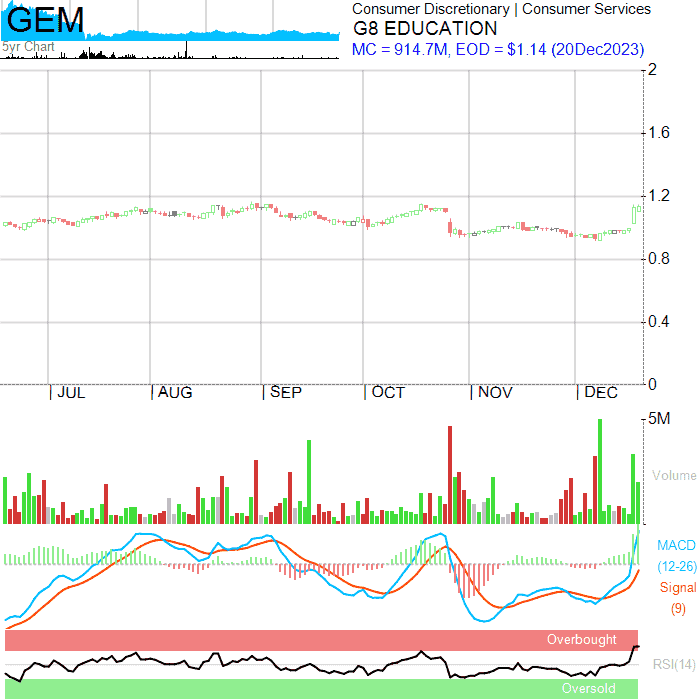 GEM
5yr Chart
Consumer Discretionary | Consumer Services
G8 EDUCATION
MC = 914.7M, EOD = $1.14 (20Dec2023)
2
1.6
1.2
0.8
0.4
0
| JUL | AUG | SEP | OCT | NOV | DEC
5M
Volume
MACD
(12-26)
Signal
(9)
Overbought
RSI(14)
Oversold